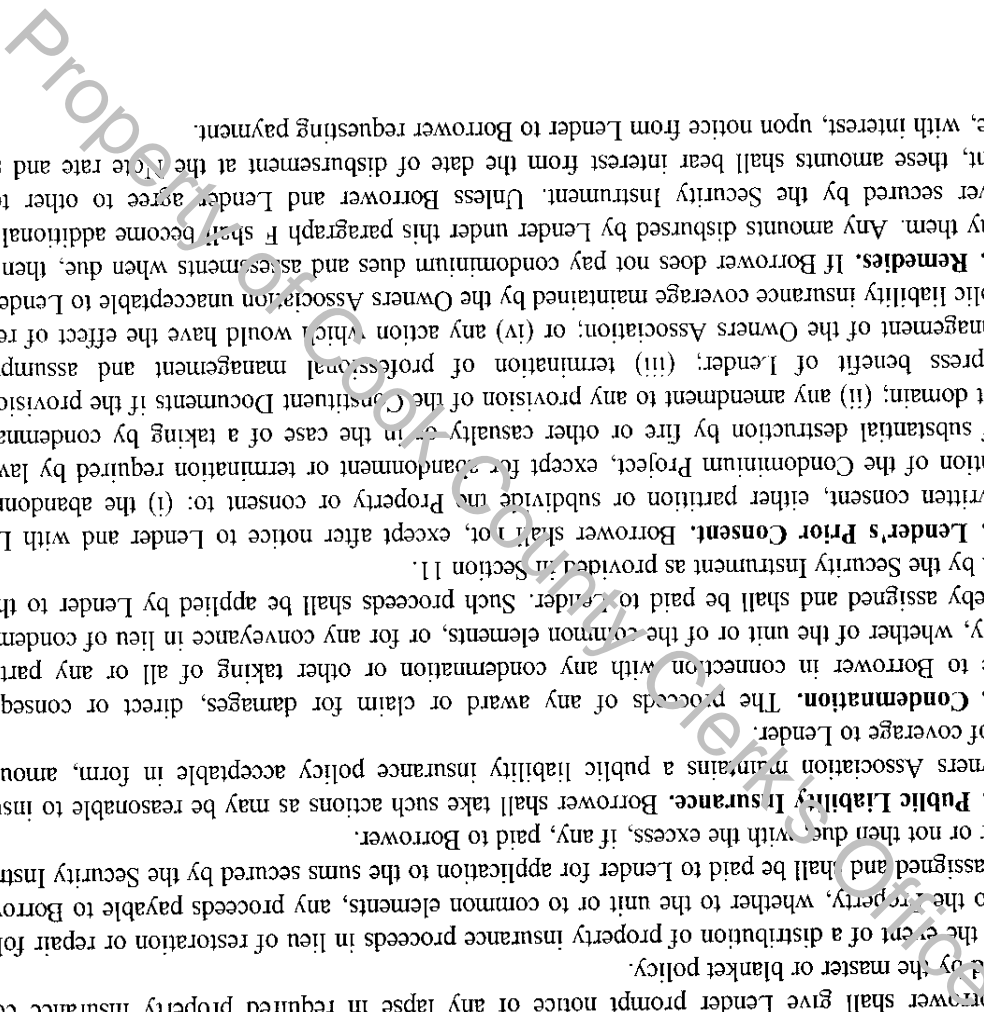 orrower shall give Lender prompt notice of any lapse in required property insurance co
d by the master or blanket policy.
the event of a distribution of property insurance proceeds in lieu of restoration or repair fol
o the Property, whether to the unit or to common elements, any proceeds payable to Borro
assigned and shall be paid to Lender for application to the sums secured by the Security Instr
r or not then due, with the excess, if any, paid to Borrower.
. Public Liability Insurance. Borrower shall take such actions as may be reasonable to insu
ners Association maintains a public liability insurance policy acceptable in form, amou
of coverage to Lender.
. Condemnation. The proceeds of any award or claim for damages, direct or conseq
e to Borrower in connection with any condemnation or other taking of all or any part
y, whether of the unit or of the common elements, or for any conveyance in lieu of condem
eby assigned and shall be paid to Lender. Such proceeds shall be applied by Lender to th
by the Security Instrument as provided in Section 11.
. Lender's Prior Consent. Borrower shall not, except after notice to Lender and with L
written consent, either partition or subdivide the Property or consent to: (i) the abandonm
tion of the Condominium Project, except for abandonment or termination required by law
f substantial destruction by fire or other casualty or in the case of a taking by condemna
t domain; (ii) any amendment to any provision of the Constituent Documents if the provisio
press benefit of Lender; (iii) termination of professional management and assump
nagement of the Owners Association; or (iv) any action which would have the effect of re
blic liability insurance coverage maintained by the Owners Association unacceptable to Lende
. Remedies. If Borrower does not pay condominium dues and assessments when due, then
y them. Any amounts disbursed by Lender under this paragraph F shall become additional
wer secured by the Security Instrument. Unless Borrower and Lender agree to other te
nt, these amounts shall bear interest from the date of disbursement at the Note rate and s
e, with interest, upon notice from Lender to Borrower requesting payment.
Property of Cook County Clerk's Office